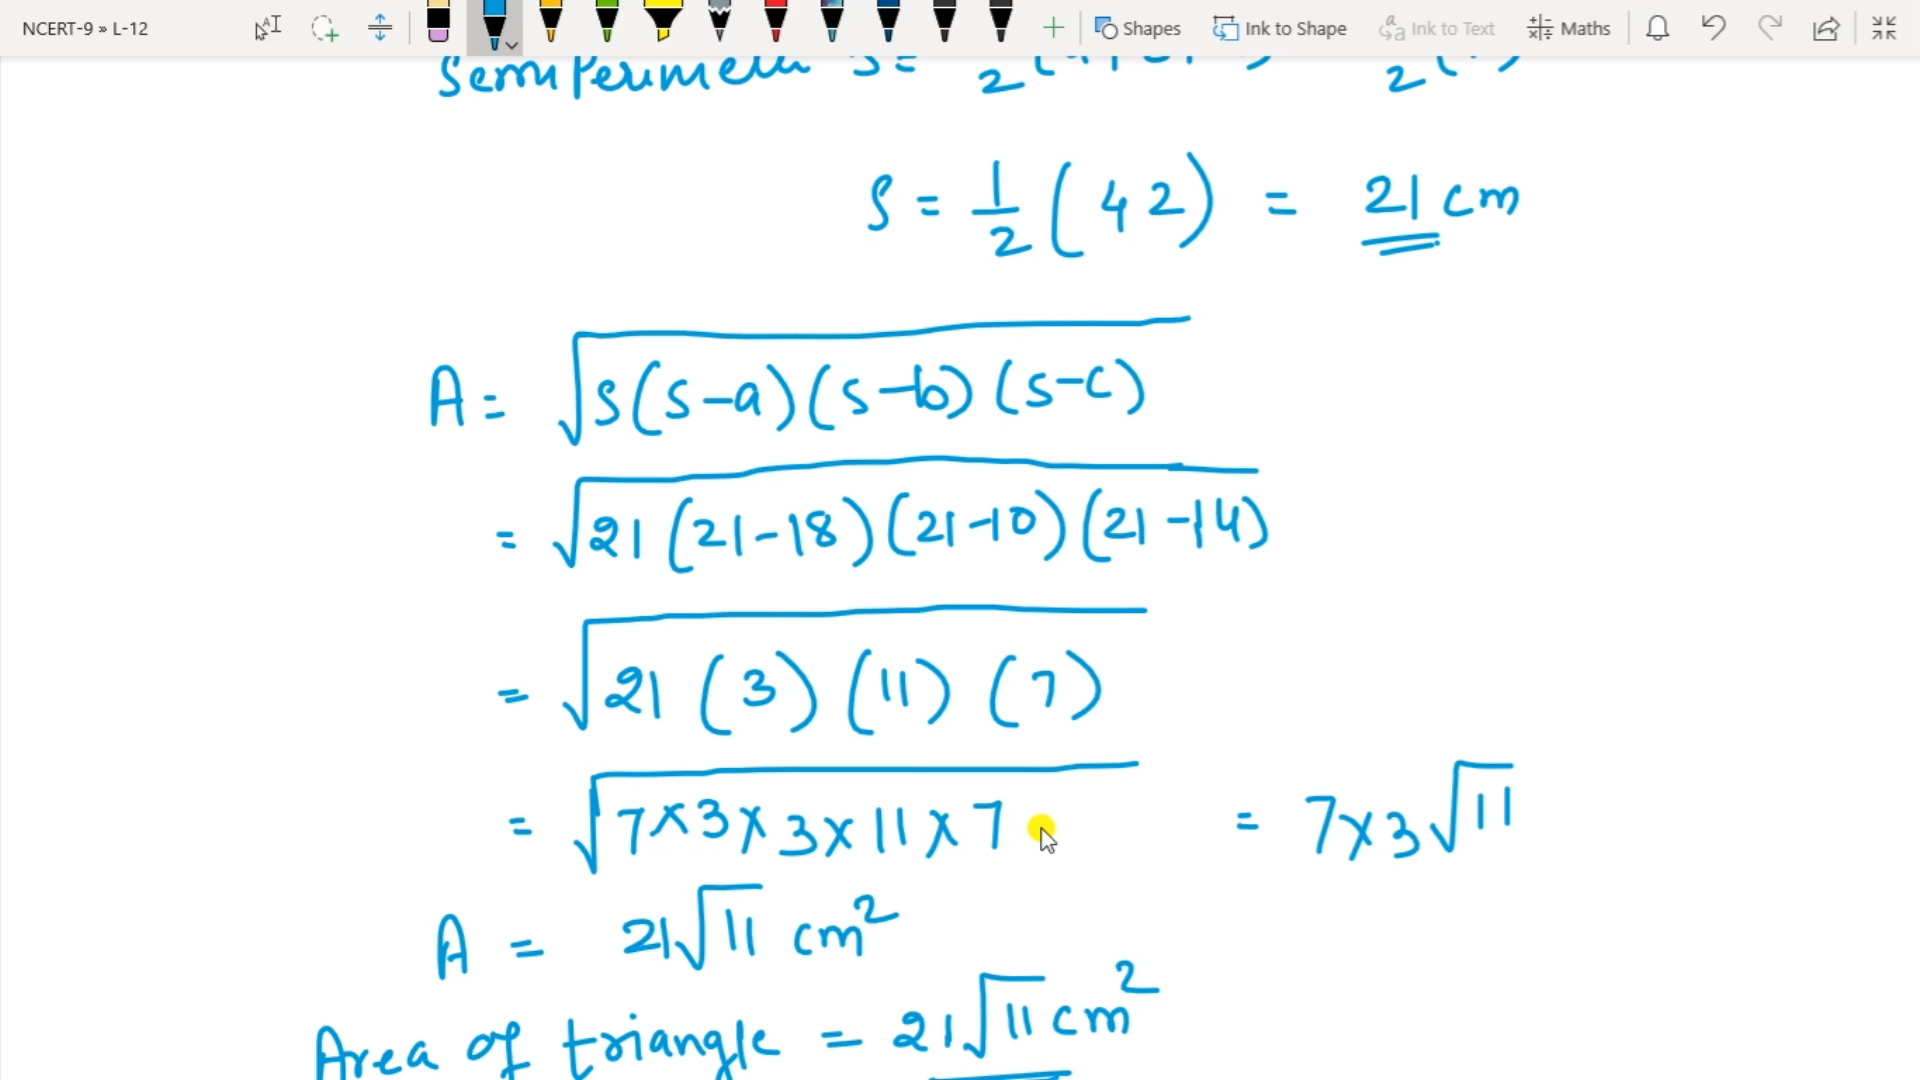 NCERT-9 » L-12 Shapes Ink to Shape Ink to Text Maths
Semi Perimeter S =
S = 1/2 (42) = 21 cm
A = √s(s-a)(s-b)(s-c)
= √21(21-18)(21-10)(21-14)
= √21 (3) (11) (7)
= √7×3×3×11×7 = 7×3√11
A = 21√11 cm²
Area of triangle = 21√11 cm²